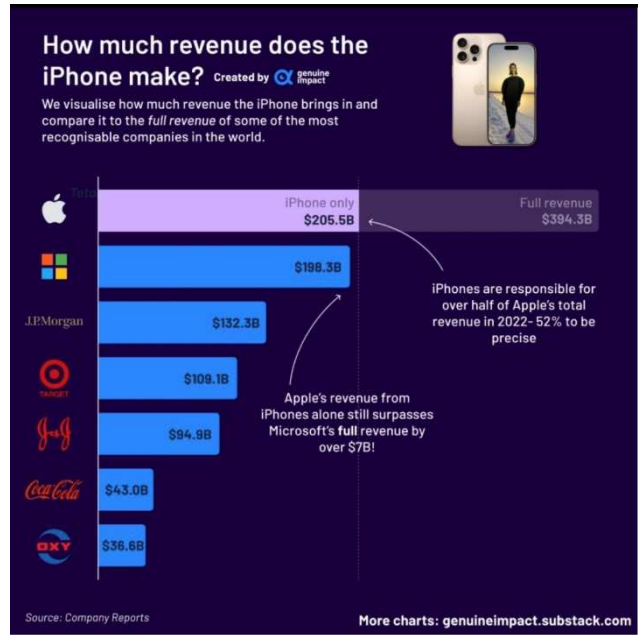 How much revenue does the
iPhone make? Created by genuine impact
We visualise how much revenue the iPhone brings in and
compare it to the full revenue of some of the most
recognisable companies in the world.
iPhone only
$205.5B
Full revenue
$394.3B
$198.3B
iPhones are responsible for
over half of Apple's total
revenue in 2022- 52% to be
precise
J.P.Morgan
$132.3B
TARGET
$109.1B
Apple's revenue from
iPhones alone still surpasses
Microsoft's full revenue by
over $7B!
J&J
$94.9B
Coca-Cola
$43.0B
OXY
$36.6B
Source: Company Reports
More charts: genuineimpact.substack.com